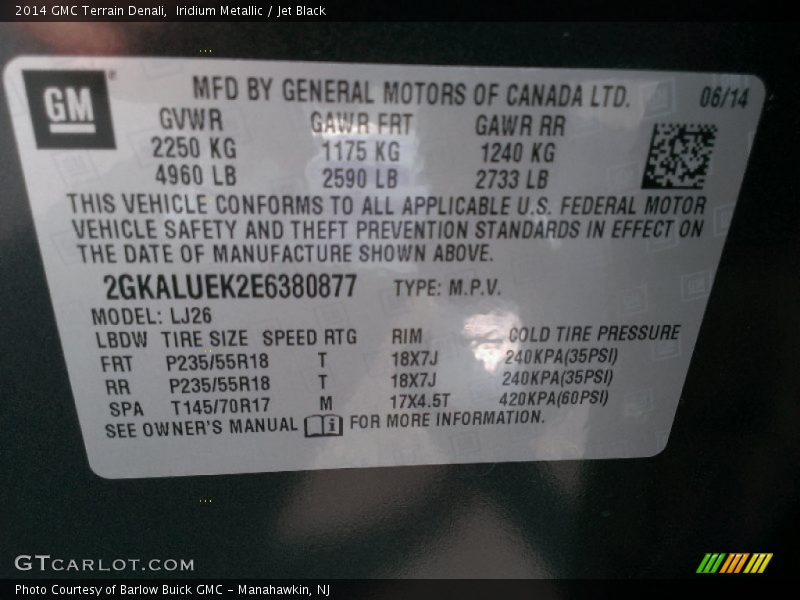 2014 GMC Terrain Denali, Iridium Metallic / Jet Black
GM®
MFD BY GENERAL MOTORS OF CANADA LTD. 06/14
GVWR GAWR FRT GAWR RR
2250 KG 1175 KG 1240 KG
4960 LB 2590 LB 2733 LB
THIS VEHICLE CONFORMS TO ALL APPLICABLE U.S. FEDERAL MOTOR
VEHICLE SAFETY AND THEFT PREVENTION STANDARDS IN EFFECT ON
THE DATE OF MANUFACTURE SHOWN ABOVE.
2GKALUEK2E6380877 TYPE: M.P.V.
MODEL: LJ26
LBDW TIRE SIZE SPEED RTG RIM COLD TIRE PRESSURE
FRT P235/55R18 T 18X7J 240KPA(35PSI)
RR P235/55R18 T 18X7J 240KPA(35PSI)
SPA T145/70R17 M 17X4.5T 420KPA(60PSI)
SEE OWNER'S MANUAL i FOR MORE INFORMATION.
GTCARLOT.COM
Photo Courtesy of Barlow Buick GMC - Manahawkin, NJ